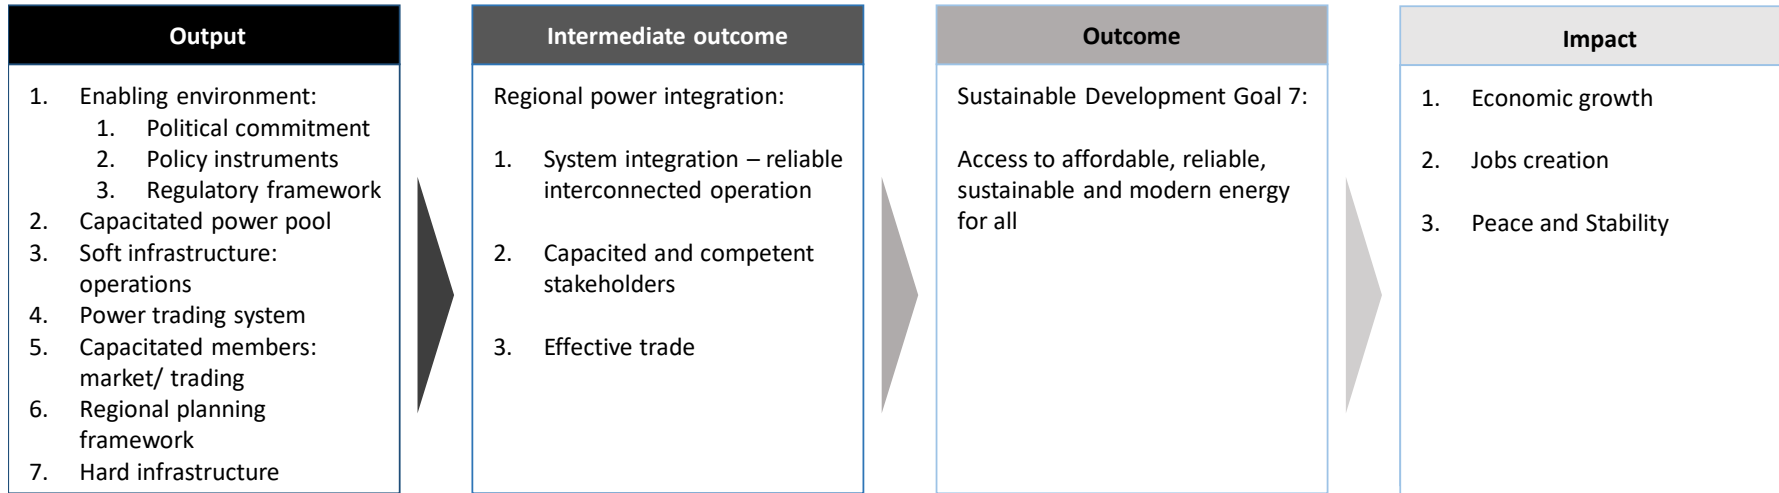 Output
1. Enabling environment:
1. Political commitment
2. Policy instruments
3. Regulatory framework
2. Capacitated power pool
3. Soft infrastructure:
operations
4. Power trading system
5. Capacitated members:
market/ trading
6. Regional planning
framework
7. Hard infrastructure
Intermediate outcome
Regional power integration:
1. System integration – reliable
interconnected operation
2. Capacited and competent
stakeholders
3. Effective trade
Outcome
Sustainable Development Goal 7:
Access to affordable, reliable,
sustainable and modern energy
for all
Impact
1. Economic growth
2. Jobs creation
3. Peace and Stability